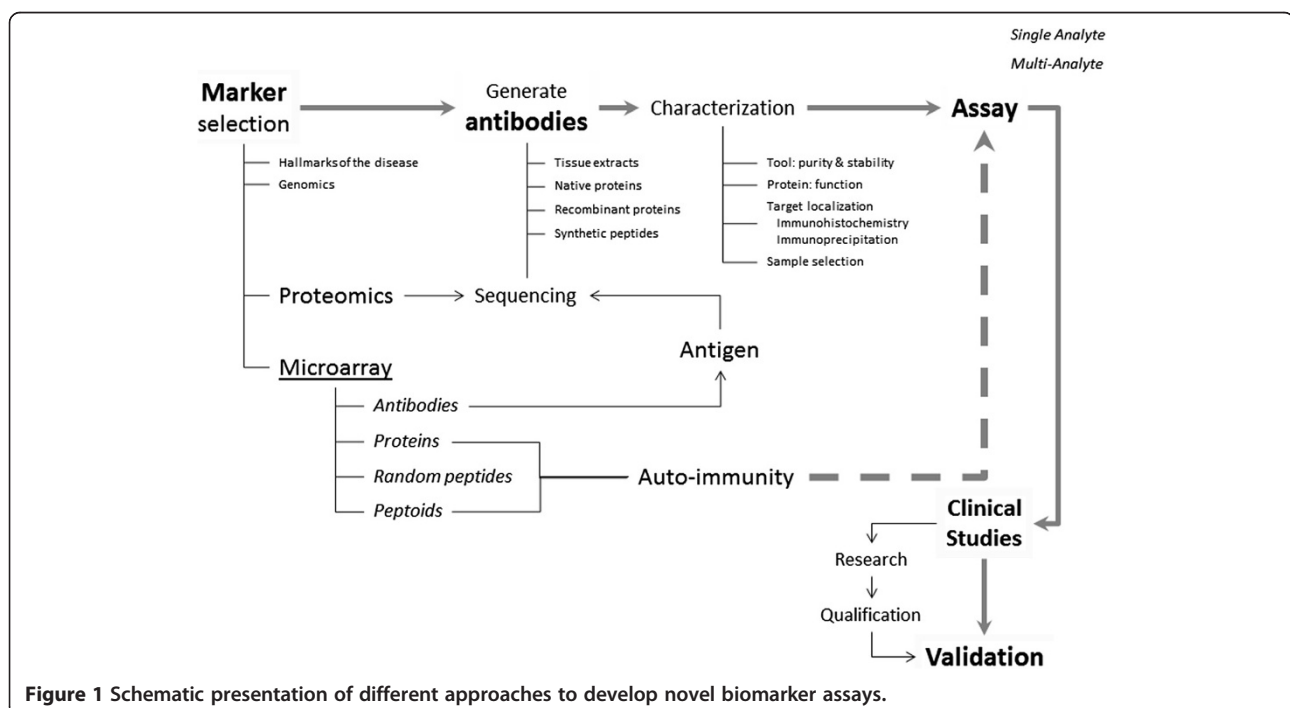 Single Analyte
Multi-Analyte
Marker
selection
Generate
antibodies
Characterization
Assay
Hallmarks of the disease
Genomics
Tissue extracts
Native proteins
Recombinant proteins
Synthetic peptides
Tool: purity & stability
Protein: function
Target localization
Immunohistochemistry
Immunoprecipitation
Sample selection
Proteomics
Sequencing
Antigen
Microarray
Antibodies
Proteins
Random peptides
Peptoids
Auto-immunity
Clinical
Studies
Research
Qualification
Validation
Figure 1 Schematic presentation of different approaches to develop novel biomarker assays.